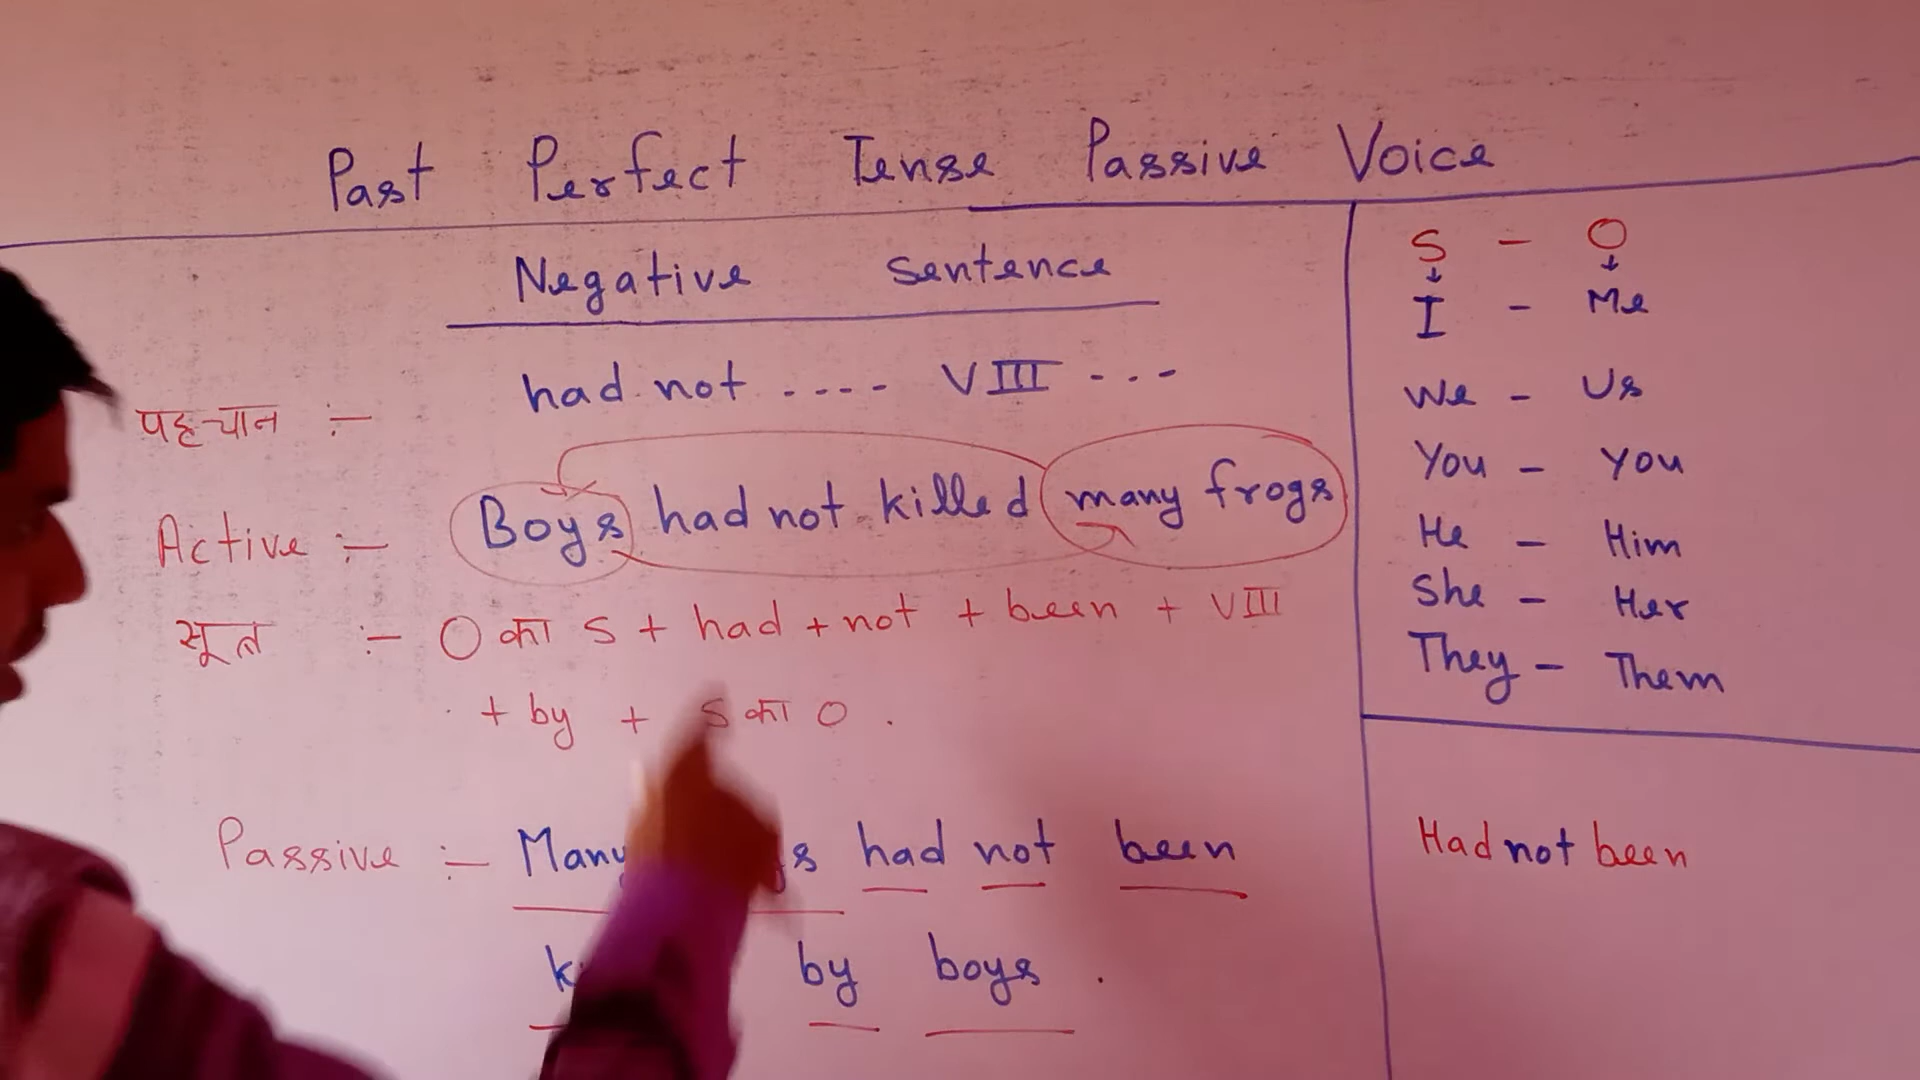 Past Perfect Tense Passive Voice
Negative sentence
had not .... VIII ...
पहचान :-
Active :- Boys had not killed many frogs
सूत्र :- O का S + had + not + been + VIII
+ by + S का O .
Passive :- Many had not been
by boys .
S - O
I - Me
We - Us
You - You
He - Him
She - Her
They - Them
Had not been